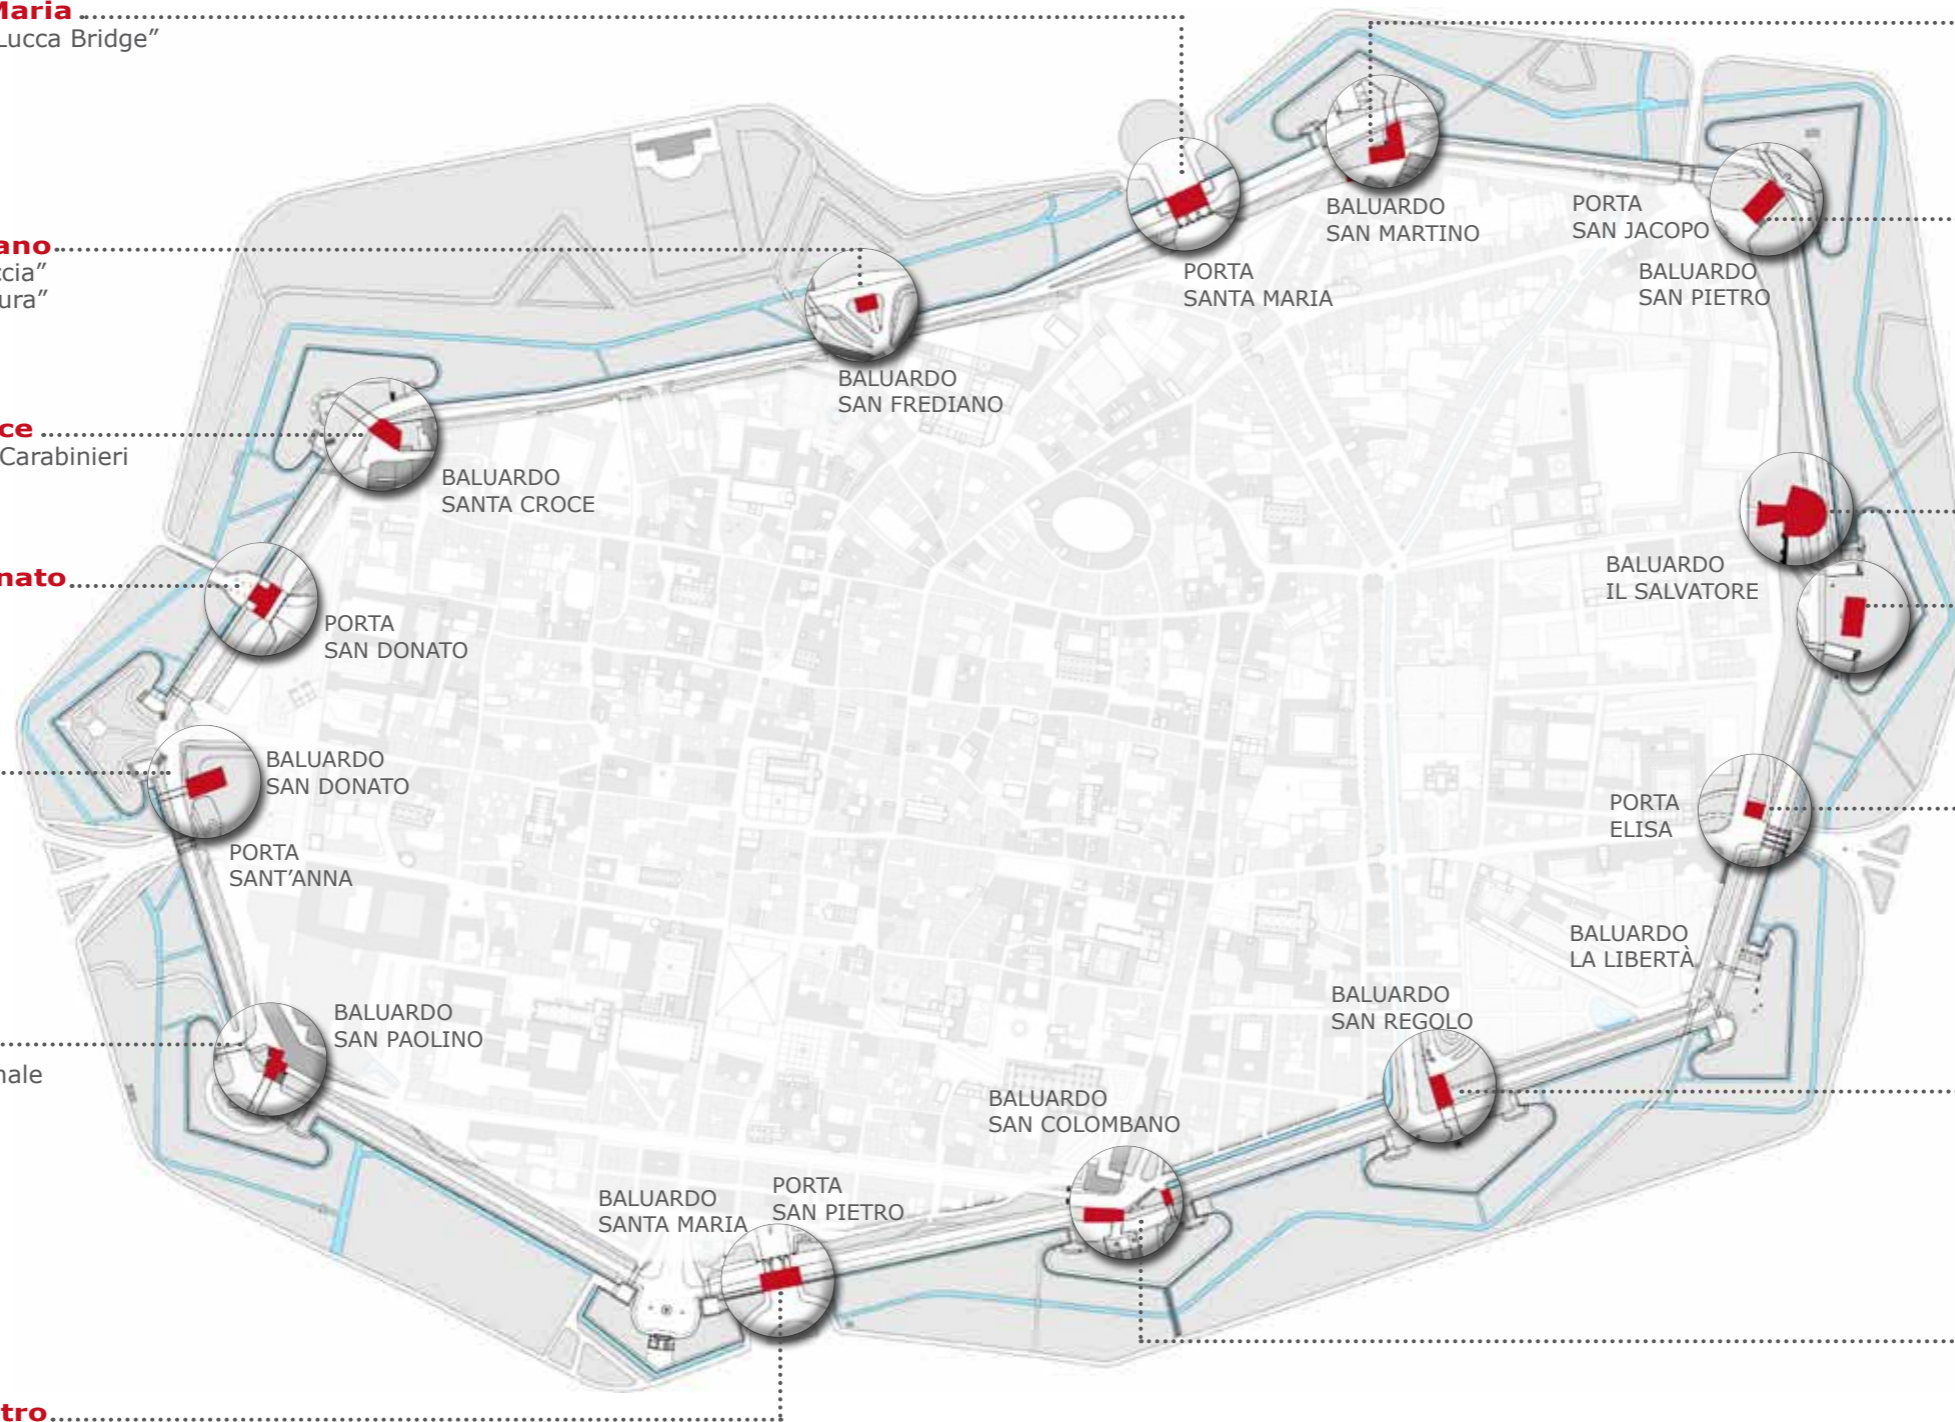 Maria
Lucca Bridge”
BALUARDO
SAN MARTINO
PORTA
SAN JACOPO
BALUARDO
SAN PIETRO
PORTA
SANTA MARIA
ano
ccia”
ura”
BALUARDO
SAN FREDIANO
ce
Carabinieri
BALUARDO
SANTA CROCE
BALUARDO
IL SALVATORE
nato
PORTA
SAN DONATO
BALUARDO
SAN DONATO
PORTA
SANT’ANNA
PORTA
ELISA
BALUARDO
LA LIBERTÀ
BALUARDO
SAN REGOLO
BALUARDO
SAN PAOLINO
nale
BALUARDO
SAN COLOMBANO
BALUARDO
SANTA MARIA
PORTA
SAN PIETRO
tro